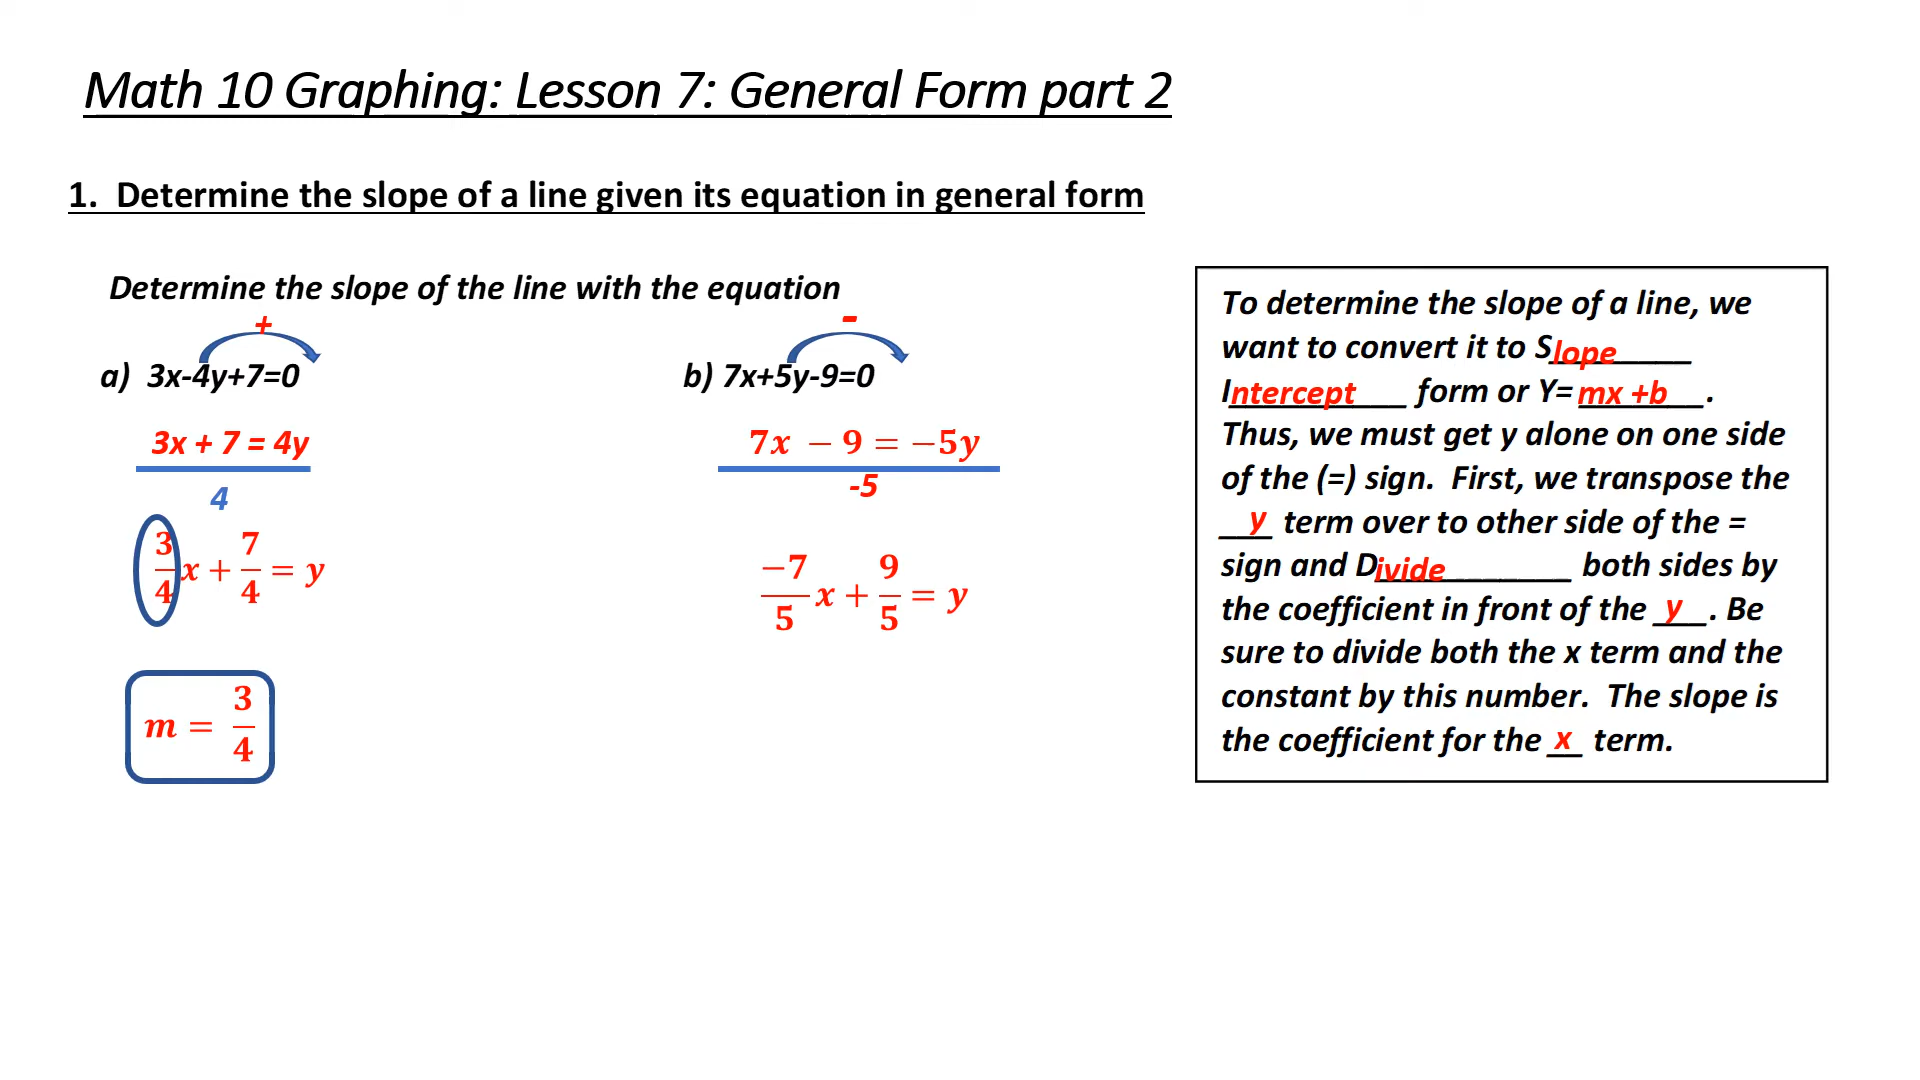 Math 10 Graphing: Lesson 7: General Form part 2
1. Determine the slope of a line given its equation in general form
Determine the slope of the line with the equation
+
a) 3x-4y+7=0
3x + 7 = 4y
4
3/4 x + 7/4 = y
m = 3/4
-
b) 7x+5y-9=0
7x − 9 = −5y
-5
−7/5 x + 9/5 = y
To determine the slope of a line, we
want to convert it to Slope
Intercept form or Y= mx +b.
Thus, we must get y alone on one side
of the (=) sign. First, we transpose the
y term over to other side of the =
sign and Divide both sides by
the coefficient in front of the y. Be
sure to divide both the x term and the
constant by this number. The slope is
the coefficient for the x term.